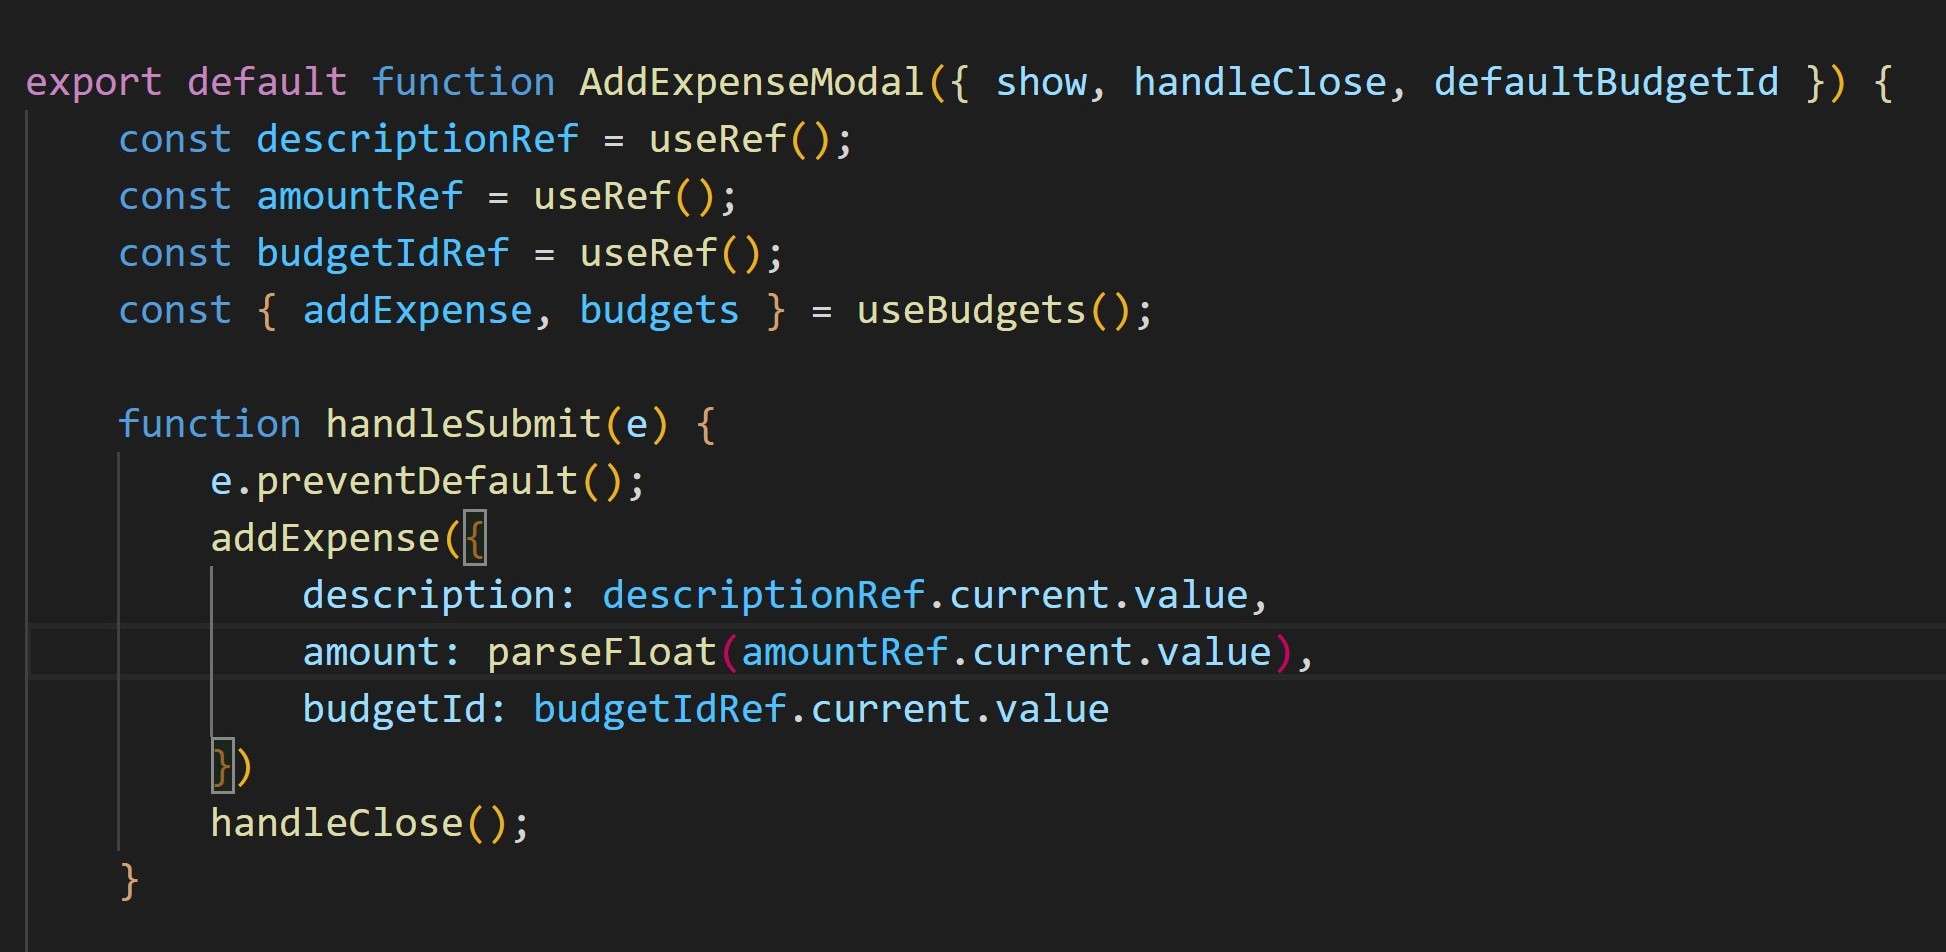 export default function AddExpenseModal({ show, handleClose, defaultBudgetId }) {
    const descriptionRef = useRef();
    const amountRef = useRef();
    const budgetIdRef = useRef();
    const { addExpense, budgets } = useBudgets();

    function handleSubmit(e) {
        e.preventDefault();
        addExpense({
            description: descriptionRef.current.value,
            amount: parseFloat(amountRef.current.value),
            budgetId: budgetIdRef.current.value
        })
        handleClose();
    }